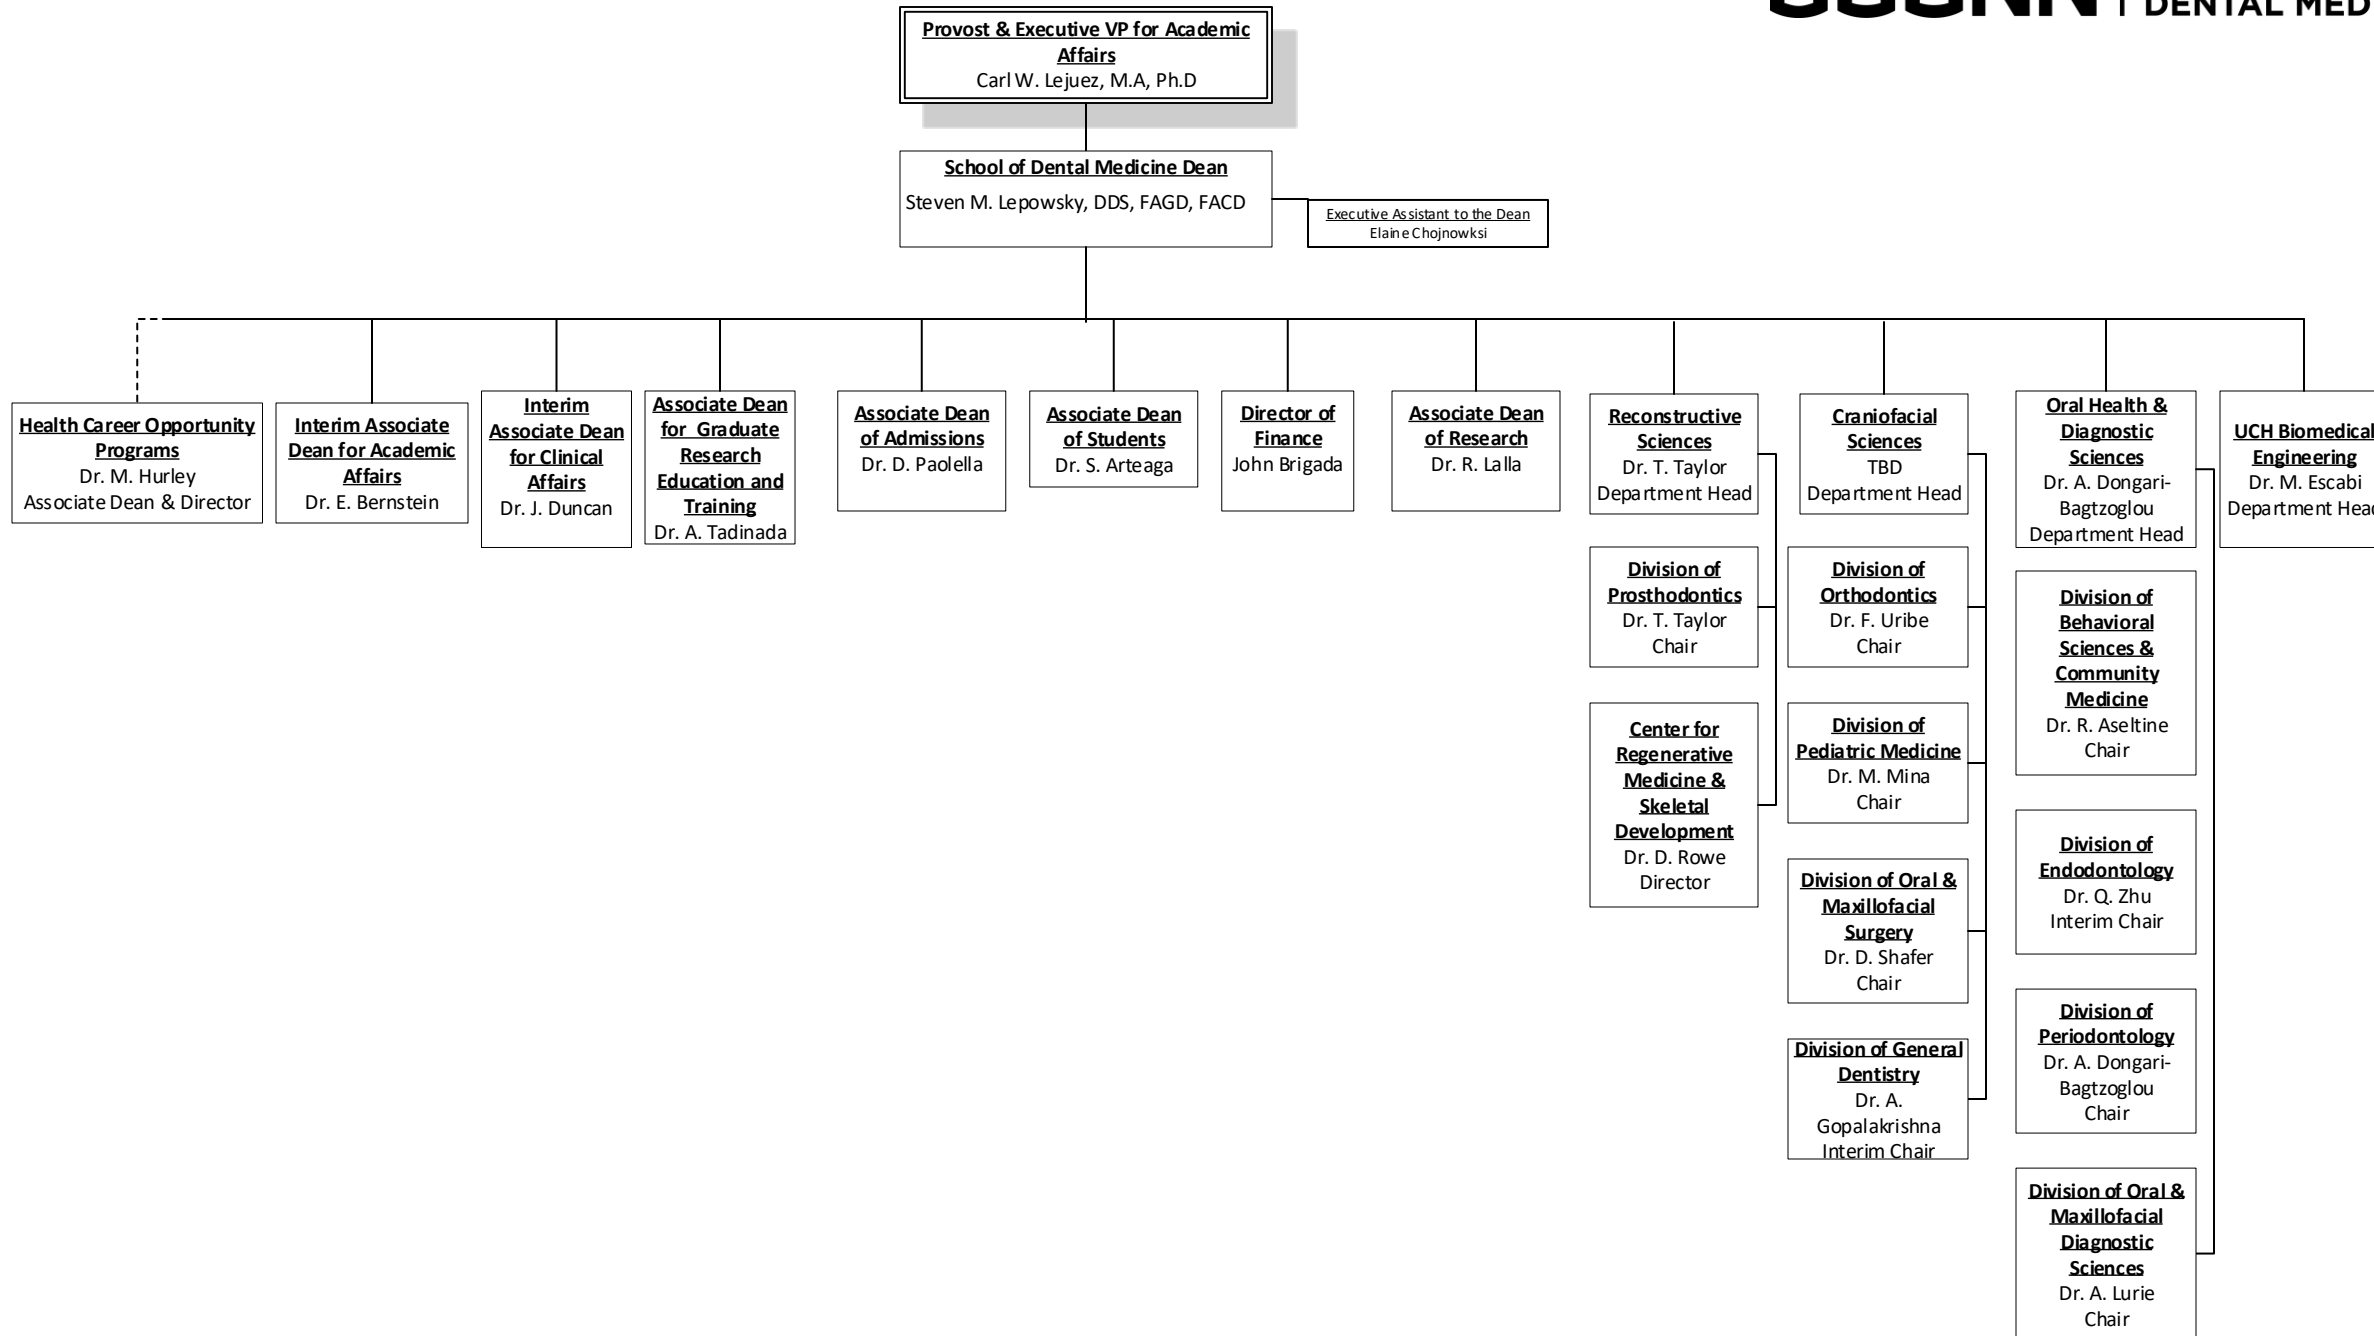 UCONN | DENTAL MED
Provost & Executive VP for Academic
Affairs
Carl W. Lejuez, M.A, Ph.D
School of Dental Medicine Dean
Steven M. Lepowsky, DDS, FAGD, FACD
Executive Assistant to the Dean
Elaine Chojnowksi
Health Career Opportunity
Programs
Dr. M. Hurley
Associate Dean & Director
Interim Associate
Dean for Academic
Affairs
Dr. E. Bernstein
Interim
Associate Dean
for Clinical
Affairs
Dr. J. Duncan
Associate Dean
for Graduate
Research
Education and
Training
Dr. A. Tadinada
Associate Dean
of Admissions
Dr. D. Paolella
Associate Dean
of Students
Dr. S. Arteaga
Director of
Finance
John Brigada
Associate Dean
of Research
Dr. R. Lalla
Reconstructive
Sciences
Dr. T. Taylor
Department Head
Craniofacial
Sciences
TBD
Department Head
Oral Health &
Diagnostic
Sciences
Dr. A. Dongari-
Bagtzoglou
Department Head
UCH Biomedical
Engineering
Dr. M. Escabi
Department Head
Division of
Prosthodontics
Dr. T. Taylor
Chair
Center for
Regenerative
Medicine &
Skeletal
Development
Dr. D. Rowe
Director
Division of
Orthodontics
Dr. F. Uribe
Chair
Division of
Pediatric Medicine
Dr. M. Mina
Chair
Division of Oral &
Maxillofacial
Surgery
Dr. D. Shafer
Chair
Division of General
Dentistry
Dr. A.
Gopalakrishna
Interim Chair
Division of
Behavioral
Sciences &
Community
Medicine
Dr. R. Aseltine
Chair
Division of
Endodontology
Dr. Q. Zhu
Interim Chair
Division of
Periodontology
Dr. A. Dongari-
Bagtzoglou
Chair
Division of Oral &
Maxillofacial
Diagnostic
Sciences
Dr. A. Lurie
Chair